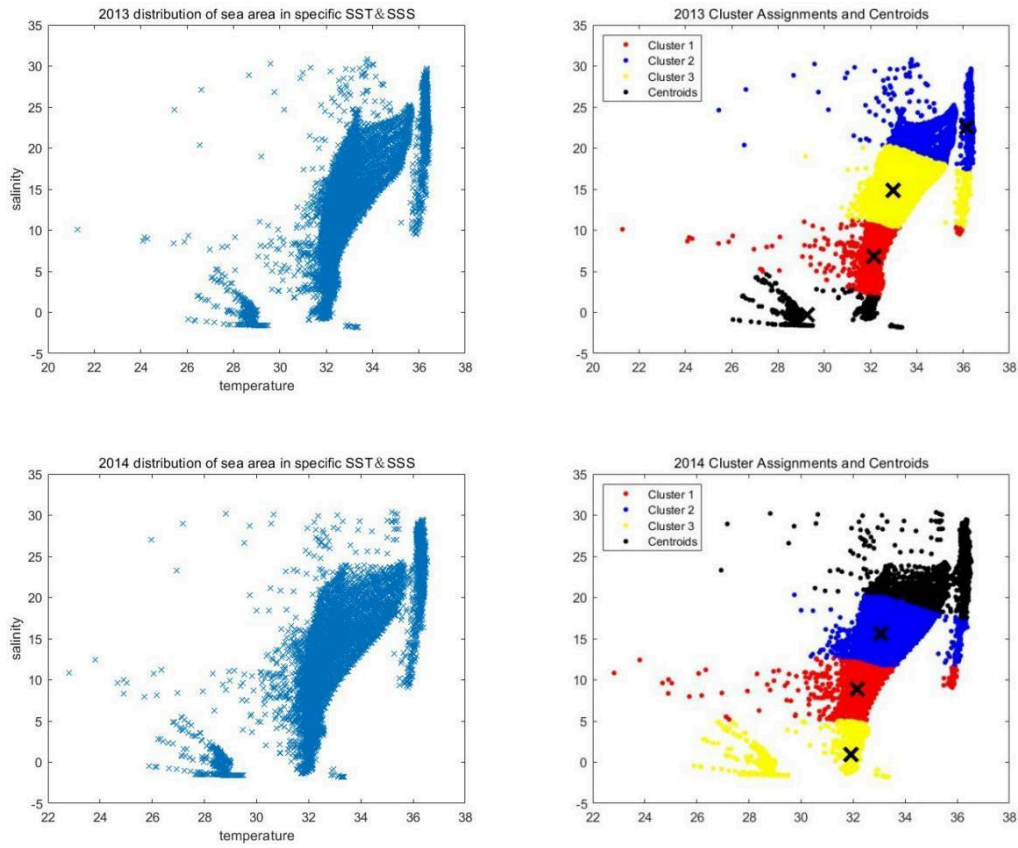 2013 distribution of sea area in specific SST&SSS
35
30
25
20
15
10
5
0
-5
salinity
20 22 24 26 28 30 32 34 36 38
temperature
2013 Cluster Assignments and Centroids
35
30
25
20
15
10
5
0
-5
Cluster 1
Cluster 2
Cluster 3
Centroids
20 22 24 26 28 30 32 34 36 38
2014 distribution of sea area in specific SST&SSS
35
30
25
20
15
10
5
0
-5
salinity
22 24 26 28 30 32 34 36 38
temperature
2014 Cluster Assignments and Centroids
35
30
25
20
15
10
5
0
-5
Cluster 1
Cluster 2
Cluster 3
Centroids
22 24 26 28 30 32 34 36 38